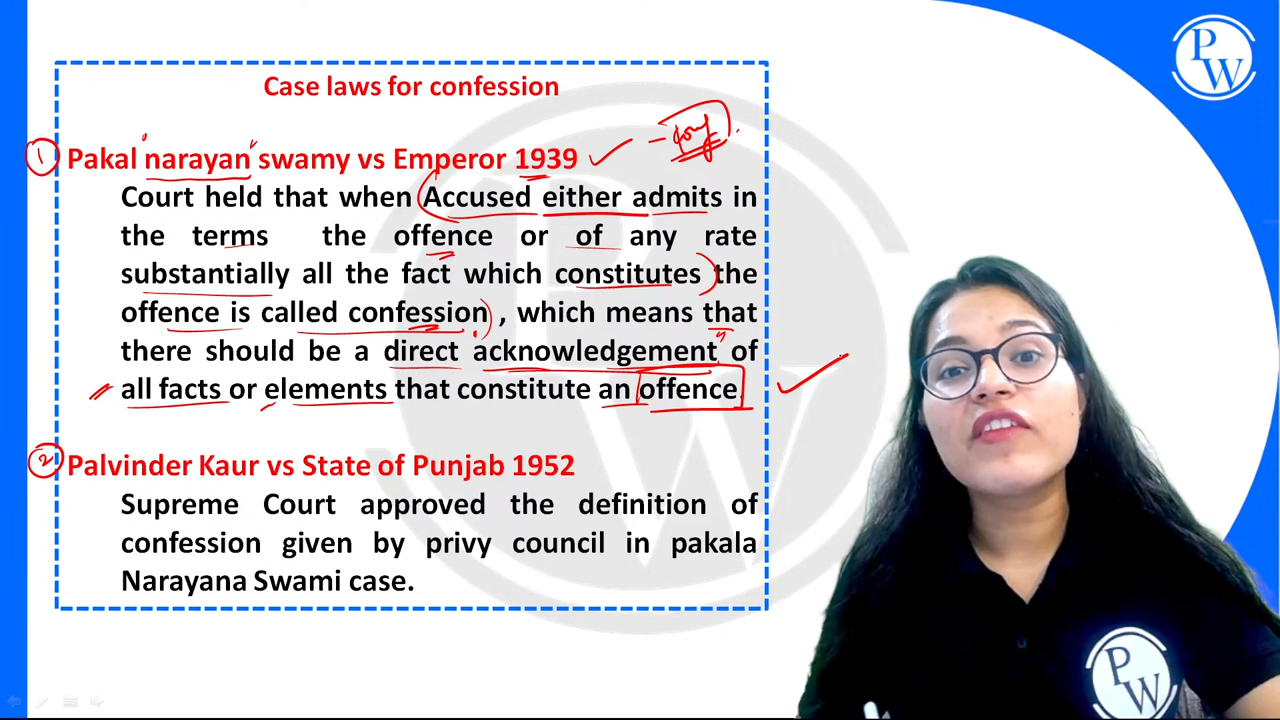 Case laws for confession
① Pakal narayan swamy vs Emperor 1939
Court held that when Accused either admits in
the terms the offence or of any rate
substantially all the fact which constitutes the
offence is called confession , which means that
there should be a direct acknowledgement of
all facts or elements that constitute an offence.
② Palvinder Kaur vs State of Punjab 1952
Supreme Court approved the definition of
confession given by privy council in pakala
Narayana Swami case.
PW
PW